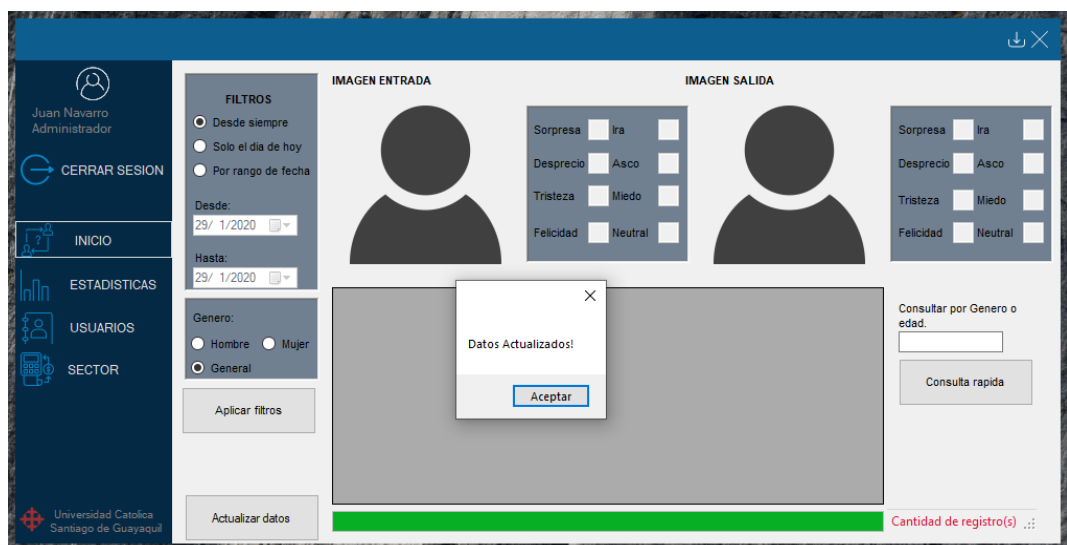 Juan Navarro
Administrador
CERRAR SESION
INICIO
ESTADISTICAS
USUARIOS
SECTOR
Universidad Catolica
Santiago de Guayaquil
FILTROS
Desde siempre
Solo el dia de hoy
Por rango de fecha
Desde:
29/ 1/2020
Hasta:
29/ 1/2020
Genero:
Hombre Mujer
General
Aplicar filtros
Actualizar datos
IMAGEN ENTRADA
Sorpresa Ira
Desprecio Asco
Tristeza Miedo
Felicidad Neutral
IMAGEN SALIDA
Sorpresa Ira
Desprecio Asco
Tristeza Miedo
Felicidad Neutral
Datos Actualizados!
Aceptar
Consultar por Genero o
edad.
Consulta rapida
Cantidad de registro(s)